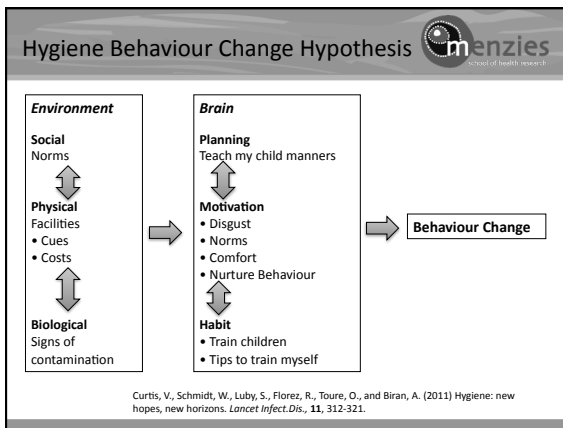 Hygiene Behaviour Change Hypothesis
menzies
school of health research
Environment
Social
Norms
Physical
Facilities
• Cues
• Costs
Biological
Signs of
contamination
Brain
Planning
Teach my child manners
Motivation
• Disgust
• Norms
• Comfort
• Nurture Behaviour
Habit
• Train children
• Tips to train myself
Behaviour Change
Curtis, V., Schmidt, W., Luby, S., Florez, R., Toure, O., and Biran, A. (2011) Hygiene: new
hopes, new horizons. Lancet Infect.Dis., 11, 312-321.